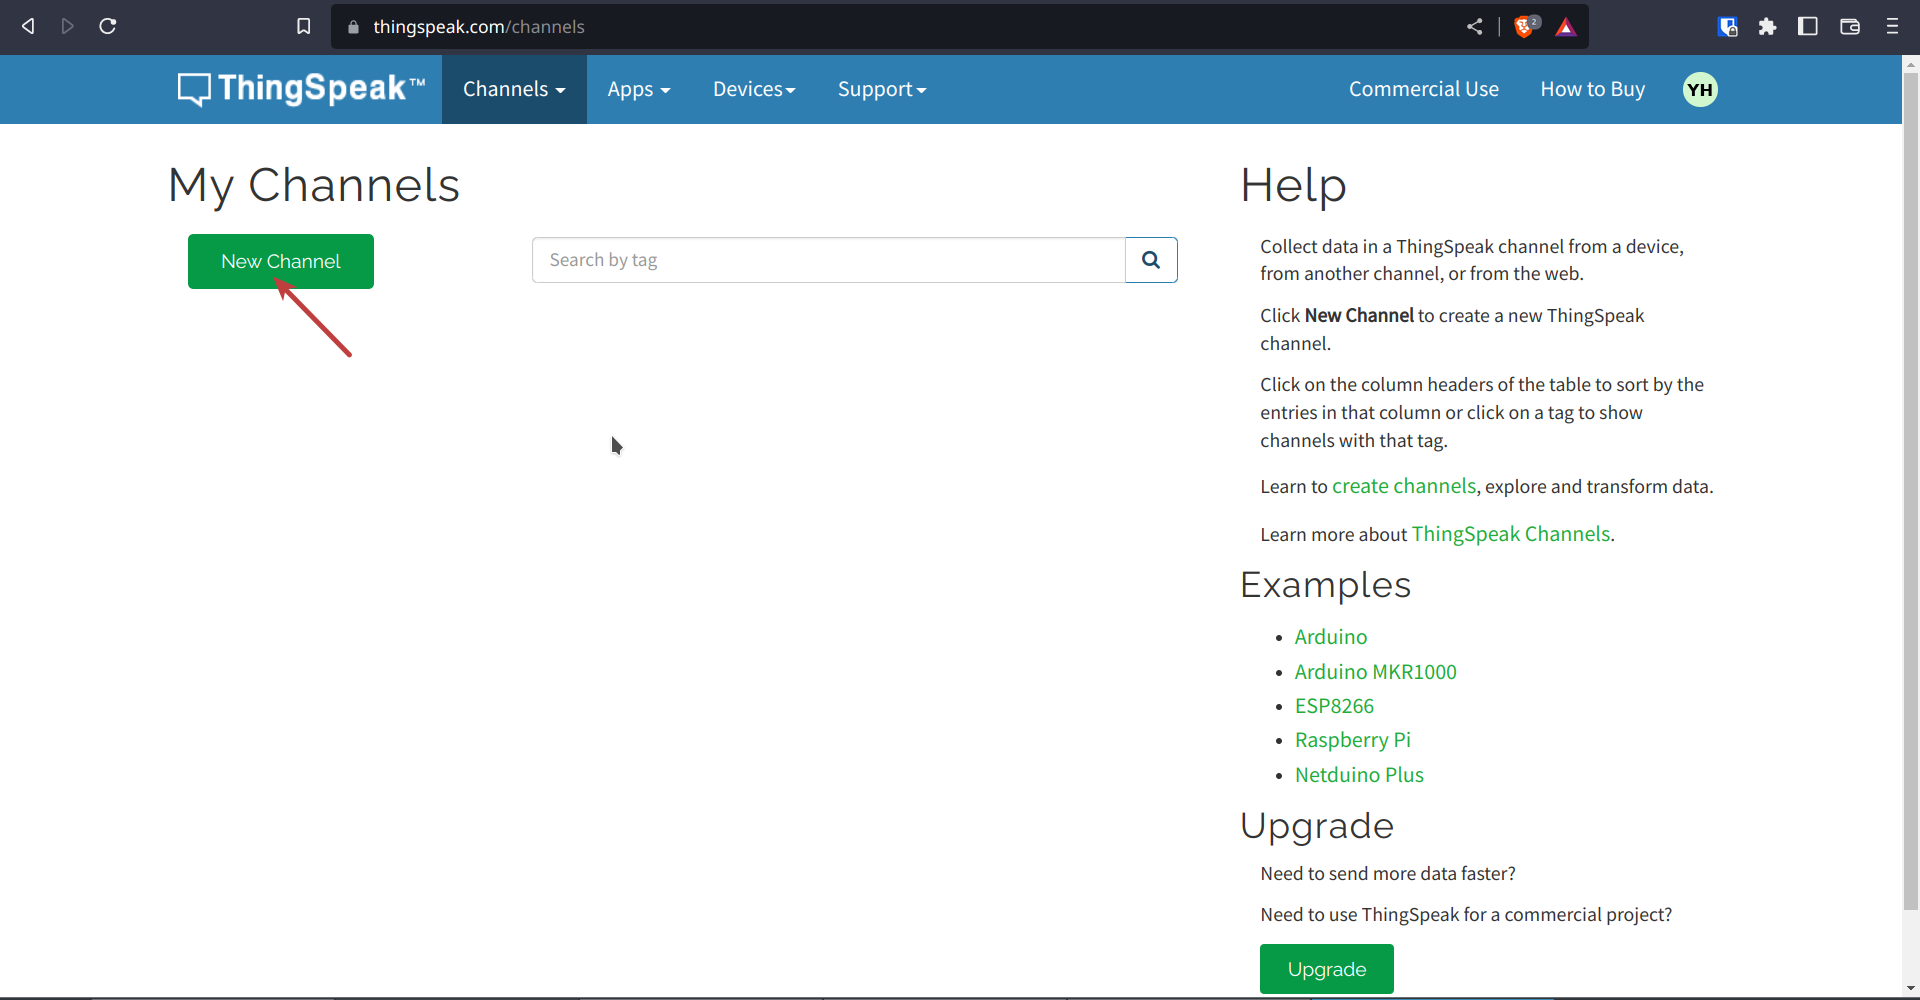 thingspeak.com/channels
2
ThingSpeak™
Channels
Apps
Devices
Support
Commercial Use
How to Buy
YH
My Channels
New Channel
Search by tag
Help
Collect data in a ThingSpeak channel from a device,
from another channel, or from the web.
Click New Channel to create a new ThingSpeak
channel.
Click on the column headers of the table to sort by the
entries in that column or click on a tag to show
channels with that tag.
Learn to create channels, explore and transform data.
Learn more about ThingSpeak Channels.
Examples
• Arduino
• Arduino MKR1000
• ESP8266
• Raspberry Pi
• Netduino Plus
Upgrade
Need to send more data faster?
Need to use ThingSpeak for a commercial project?
Upgrade